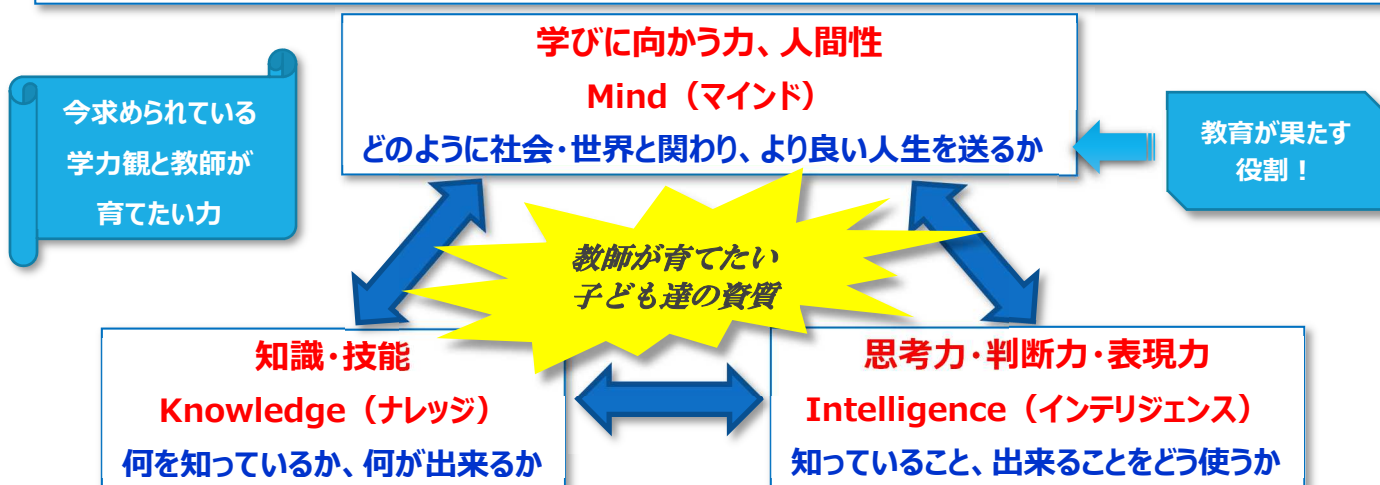 学びに向かう力、人間性
Mind（マインド）
どのように社会・世界と関わり、より良い人生を送るか
今求められている
学力観と教師が
育てたい力
教育が果たす
役割！
教師が育てたい
子ども達の資質
知識・技能
Knowledge（ナレッジ）
何を知っているか、何が出来るか
思考力・判断力・表現力
Intelligence（インテリジェンス）
知っていること、出来ることをどう使うか